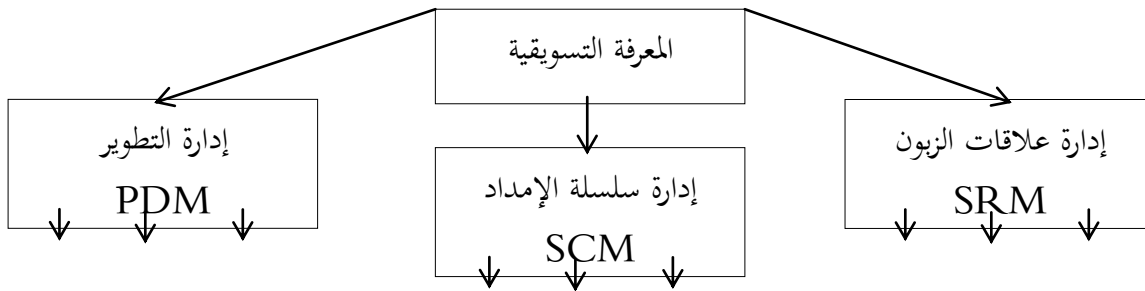 المعرفة التسويقية
إدارة علاقات الزبون
SRM
إدارة سلسلة الإمداد
SCM
إدارة التطوير
PDM